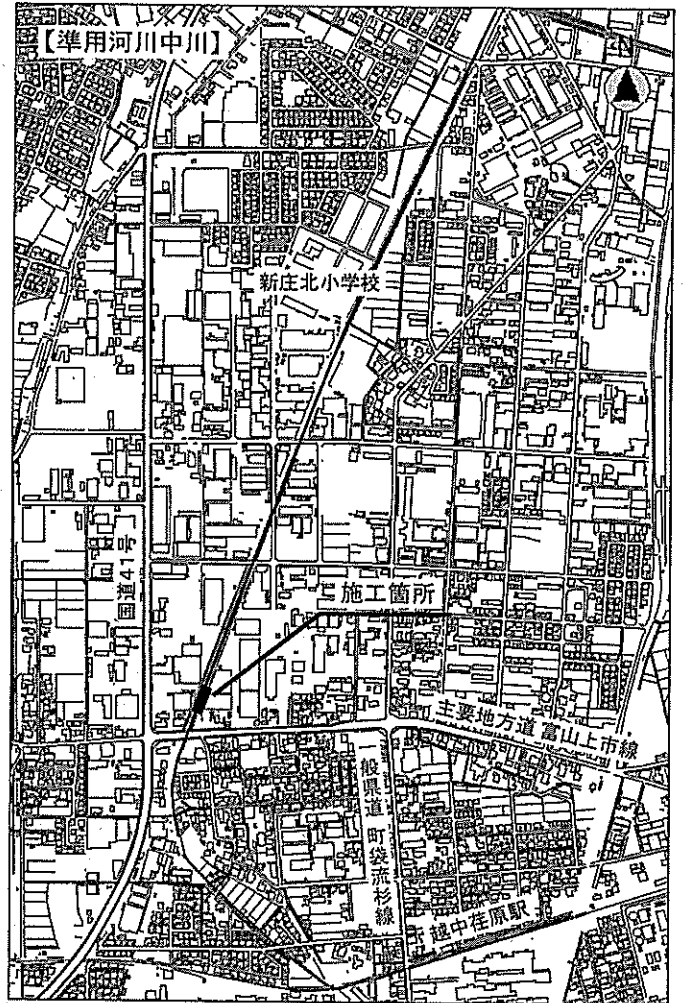 【準用河川中川】
新庄北小学校
国道41号
施工箇所
主要地方道 富山上市線
一般県道 町袋流杉線
越中荏原駅